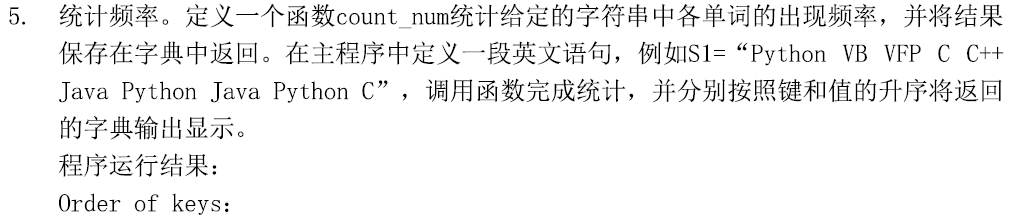 5. 统计频率。定义一个函数count_num统计给定的字符串中各单词的出现频率，并将结果
保存在字典中返回。在主程序中定义一段英文语句，例如S1=“Python VB VFP C C++
Java Python Java Python C”，调用函数完成统计，并分别按照键和值的升序将返回
的字典输出显示。
程序运行结果：
Order of keys: